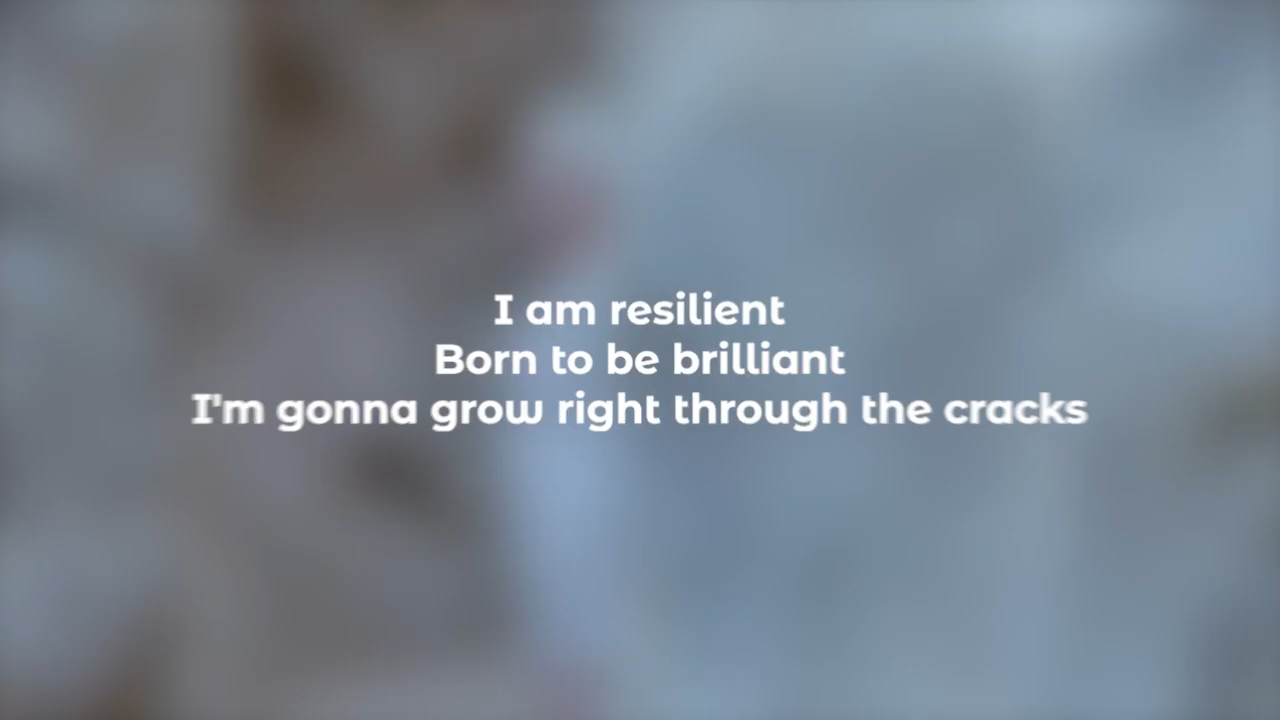 I am resilient
Born to be brilliant
I'm gonna grow right through the cracks